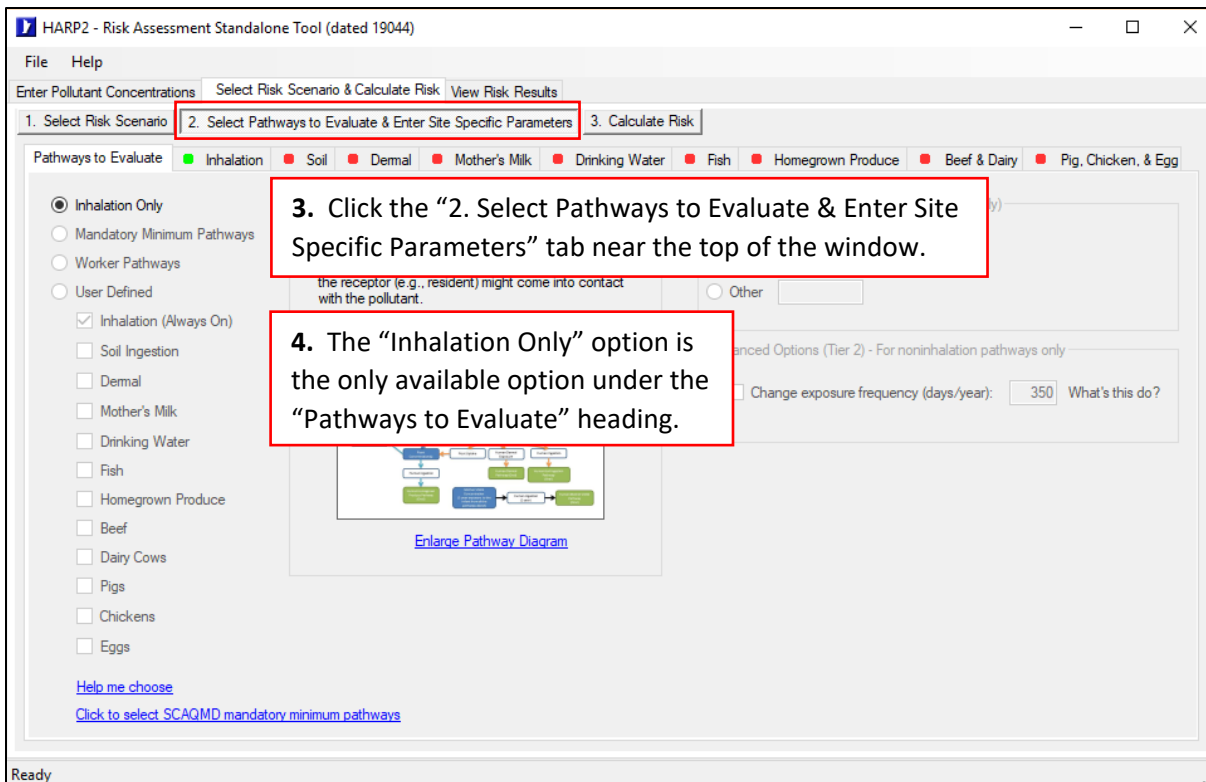 HARP2 - Risk Assessment Standalone Tool (dated 19044)
File Help
Enter Pollutant Concentrations Select Risk Scenario & Calculate Risk View Risk Results
1. Select Risk Scenario 2. Select Pathways to Evaluate & Enter Site Specific Parameters 3. Calculate Risk
Pathways to Evaluate Inhalation Soil Dermal Mother's Milk Drinking Water Fish Homegrown Produce Beef & Dairy Pig, Chicken, & Egg
Inhalation Only
Mandatory Minimum Pathways
Worker Pathways
User Defined
Inhalation (Always On)
Soil Ingestion
Dermal
Mother's Milk
Drinking Water
Fish
Homegrown Produce
Beef
Dairy Cows
Pigs
Chickens
Eggs
Help me choose
Click to select SCAQMD mandatory minimum pathways
3. Click the “2. Select Pathways to Evaluate & Enter Site
Specific Parameters” tab near the top of the window.
the receptor (e.g., resident) might come into contact
with the pollutant.
4. The “Inhalation Only” option is
the only available option under the
“Pathways to Evaluate” heading.
Enlarge Pathway Diagram
Other
Options (Tier 2) - For noninhalation pathways only
Change exposure frequency (days/year): 350 What's this do?
Ready